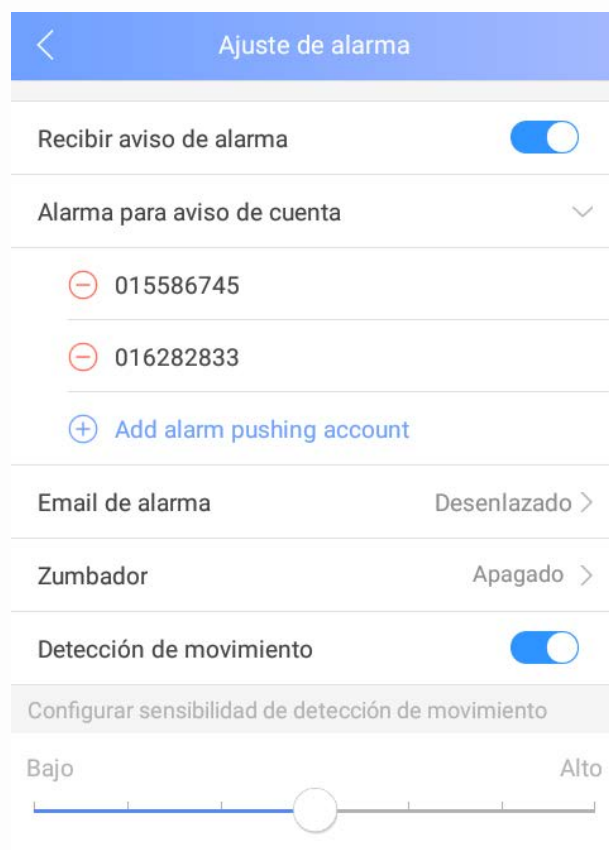 Ajuste de alarma
Recibir aviso de alarma
Alarma para aviso de cuenta
015586745
016282833
Add alarm pushing account
Email de alarma Desenlazado
Zumbador Apagado
Detección de movimiento
Configurar sensibilidad de detección de movimiento
Bajo Alto